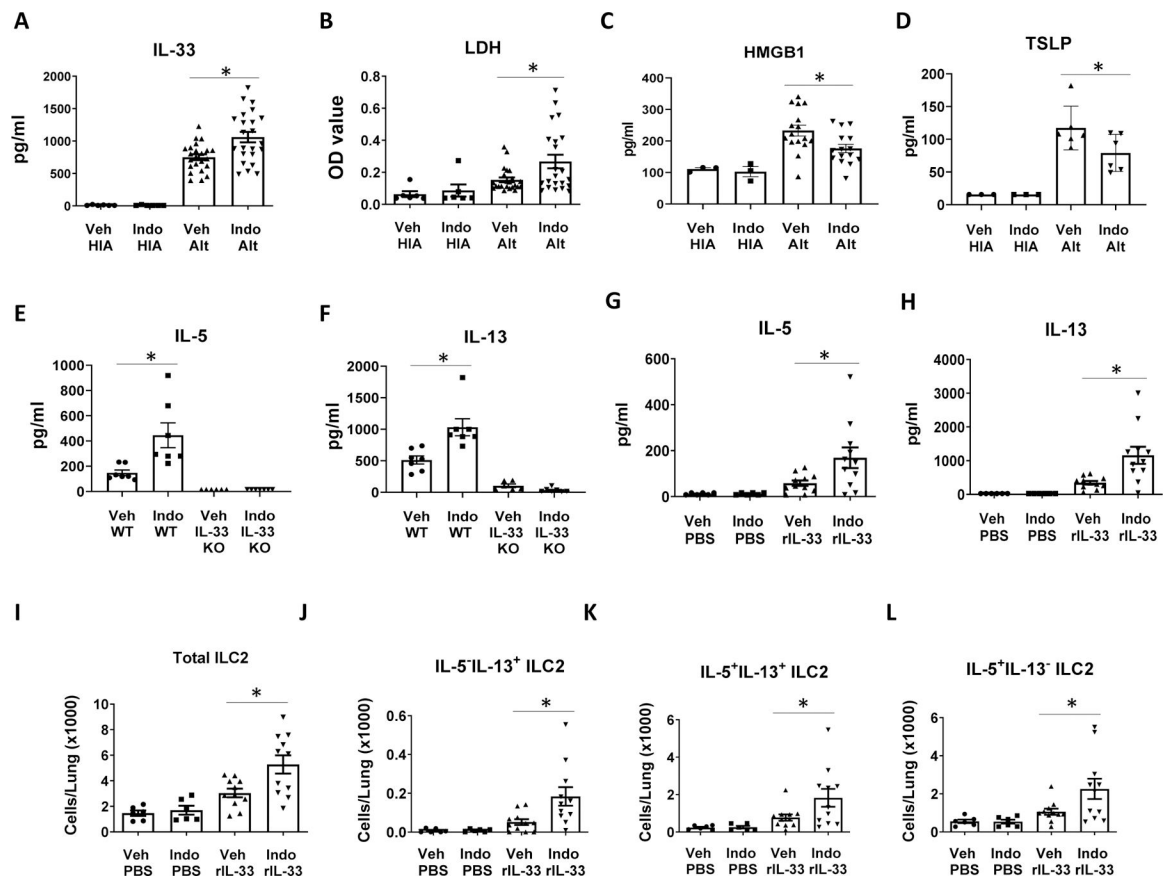 A
IL-33
pg/ml
2000
1500
1000
500
0
*
Veh Indo Veh Indo
HIA HIA Alt Alt
B
LDH
OD value
0.8
0.6
0.4
0.2
0.0
*
Veh Indo Veh Indo
HIA HIA Alt Alt
C
HMGB1
pg/ml
400
300
200
100
0
*
Veh Indo Veh Indo
HIA HIA Alt Alt
D
TSLP
pg/ml
200
150
100
50
0
*
Veh Indo Veh Indo
HIA HIA Alt Alt
E
IL-5
pg/ml
1000
800
600
400
200
0
*
Veh Indo Veh Indo
WT WT IL-33 IL-33
KO KO
F
IL-13
pg/ml
2000
1500
1000
500
0
*
Veh Indo Veh Indo
WT WT IL-33 IL-33
KO KO
G
IL-5
pg/ml
600
400
200
0
*
Veh Indo Veh Indo
PBS PBS rIL-33 rIL-33
H
IL-13
pg/ml
4000
3000
2000
1000
0
*
Veh Indo Veh Indo
PBS PBS rIL-33 rIL-33
I
Total ILC2
Cells/Lung (x1000)
10
8
6
4
2
0
*
Veh Indo Veh Indo
PBS PBS rIL-33 rIL-33
J
IL-5⁻IL-13⁺ ILC2
Cells/Lung (x1000)
0.6
0.4
0.2
0.0
*
Veh Indo Veh Indo
PBS PBS rIL-33 rIL-33
K
IL-5⁺IL-13⁺ ILC2
Cells/Lung (x1000)
6
4
2
0
*
Veh Indo Veh Indo
PBS PBS rIL-33 rIL-33
L
IL-5⁺IL-13⁻ ILC2
Cells/Lung (x1000)
6
4
2
0
*
Veh Indo Veh Indo
PBS PBS rIL-33 rIL-33